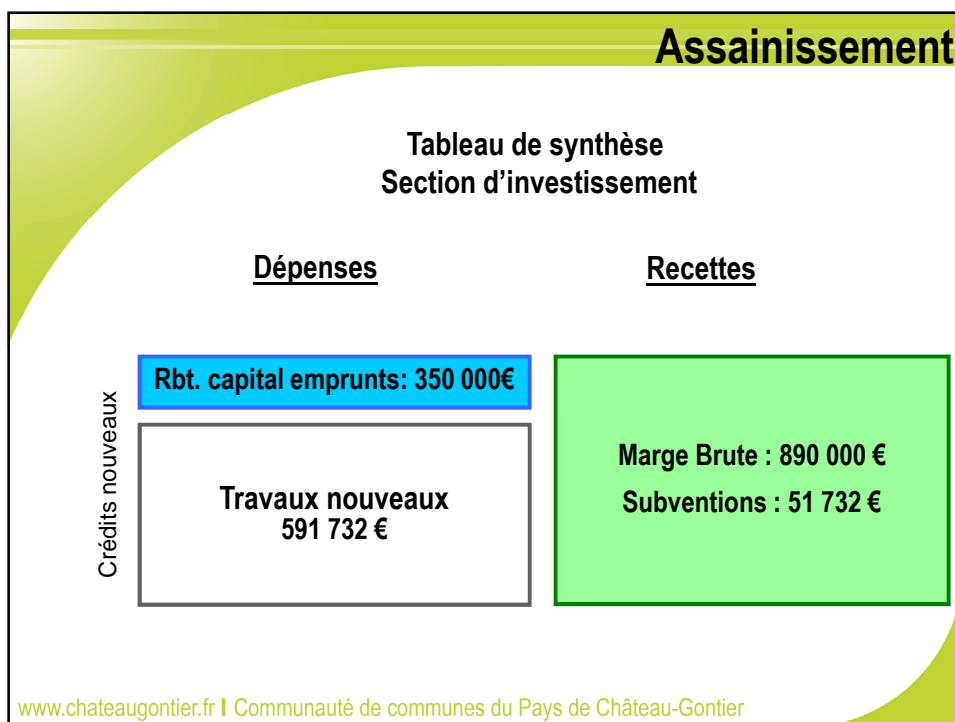 Assainissement
Tableau de synthèse
Section d’investissement
Dépenses
Recettes
Crédits nouveaux
Rbt. capital emprunts: 350 000€
Travaux nouveaux
591 732 €
Marge Brute : 890 000 €
Subventions : 51 732 €
www.chateaugontier.fr I Communauté de communes du Pays de Château-Gontier